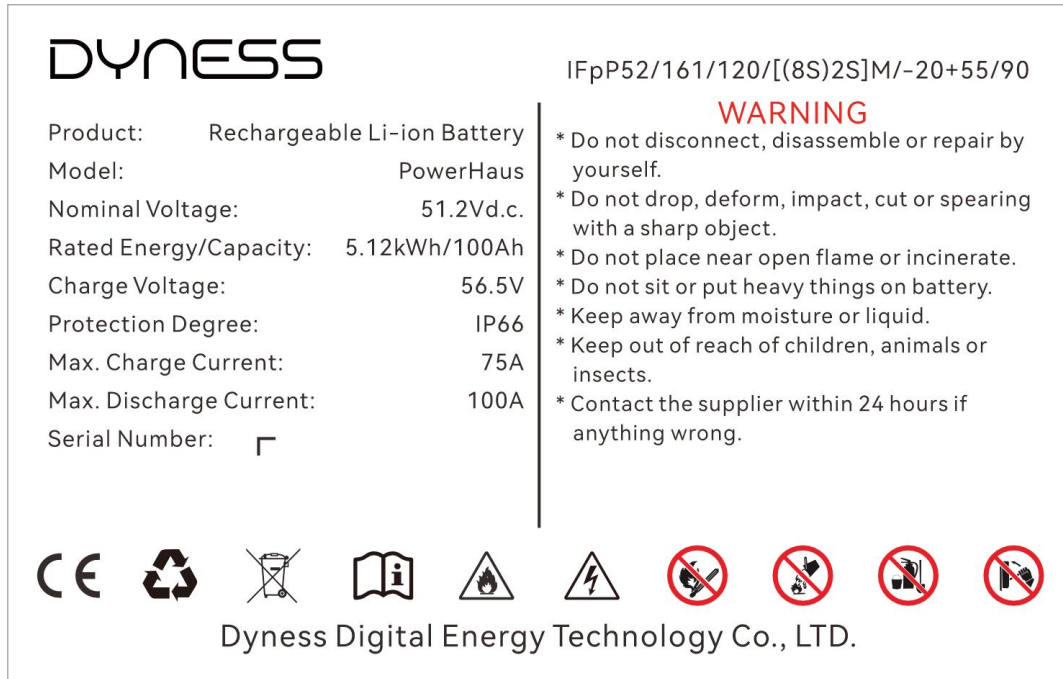 DYNESS
IFpP52/161/120/[(8S)2S]M/-20+55/90
Product: Rechargeable Li-ion Battery
Model: PowerHaus
Nominal Voltage: 51.2Vd.c.
Rated Energy/Capacity: 5.12kWh/100Ah
Charge Voltage: 56.5V
Protection Degree: IP66
Max. Charge Current: 75A
Max. Discharge Current: 100A
Serial Number:
WARNING
* Do not disconnect, disassemble or repair by
yourself.
* Do not drop, deform, impact, cut or spearing
with a sharp object.
* Do not place near open flame or incinerate.
* Do not sit or put heavy things on battery.
* Keep away from moisture or liquid.
* Keep out of reach of children, animals or
insects.
* Contact the supplier within 24 hours if
anything wrong.
CE
i
Dyness Digital Energy Technology Co., LTD.